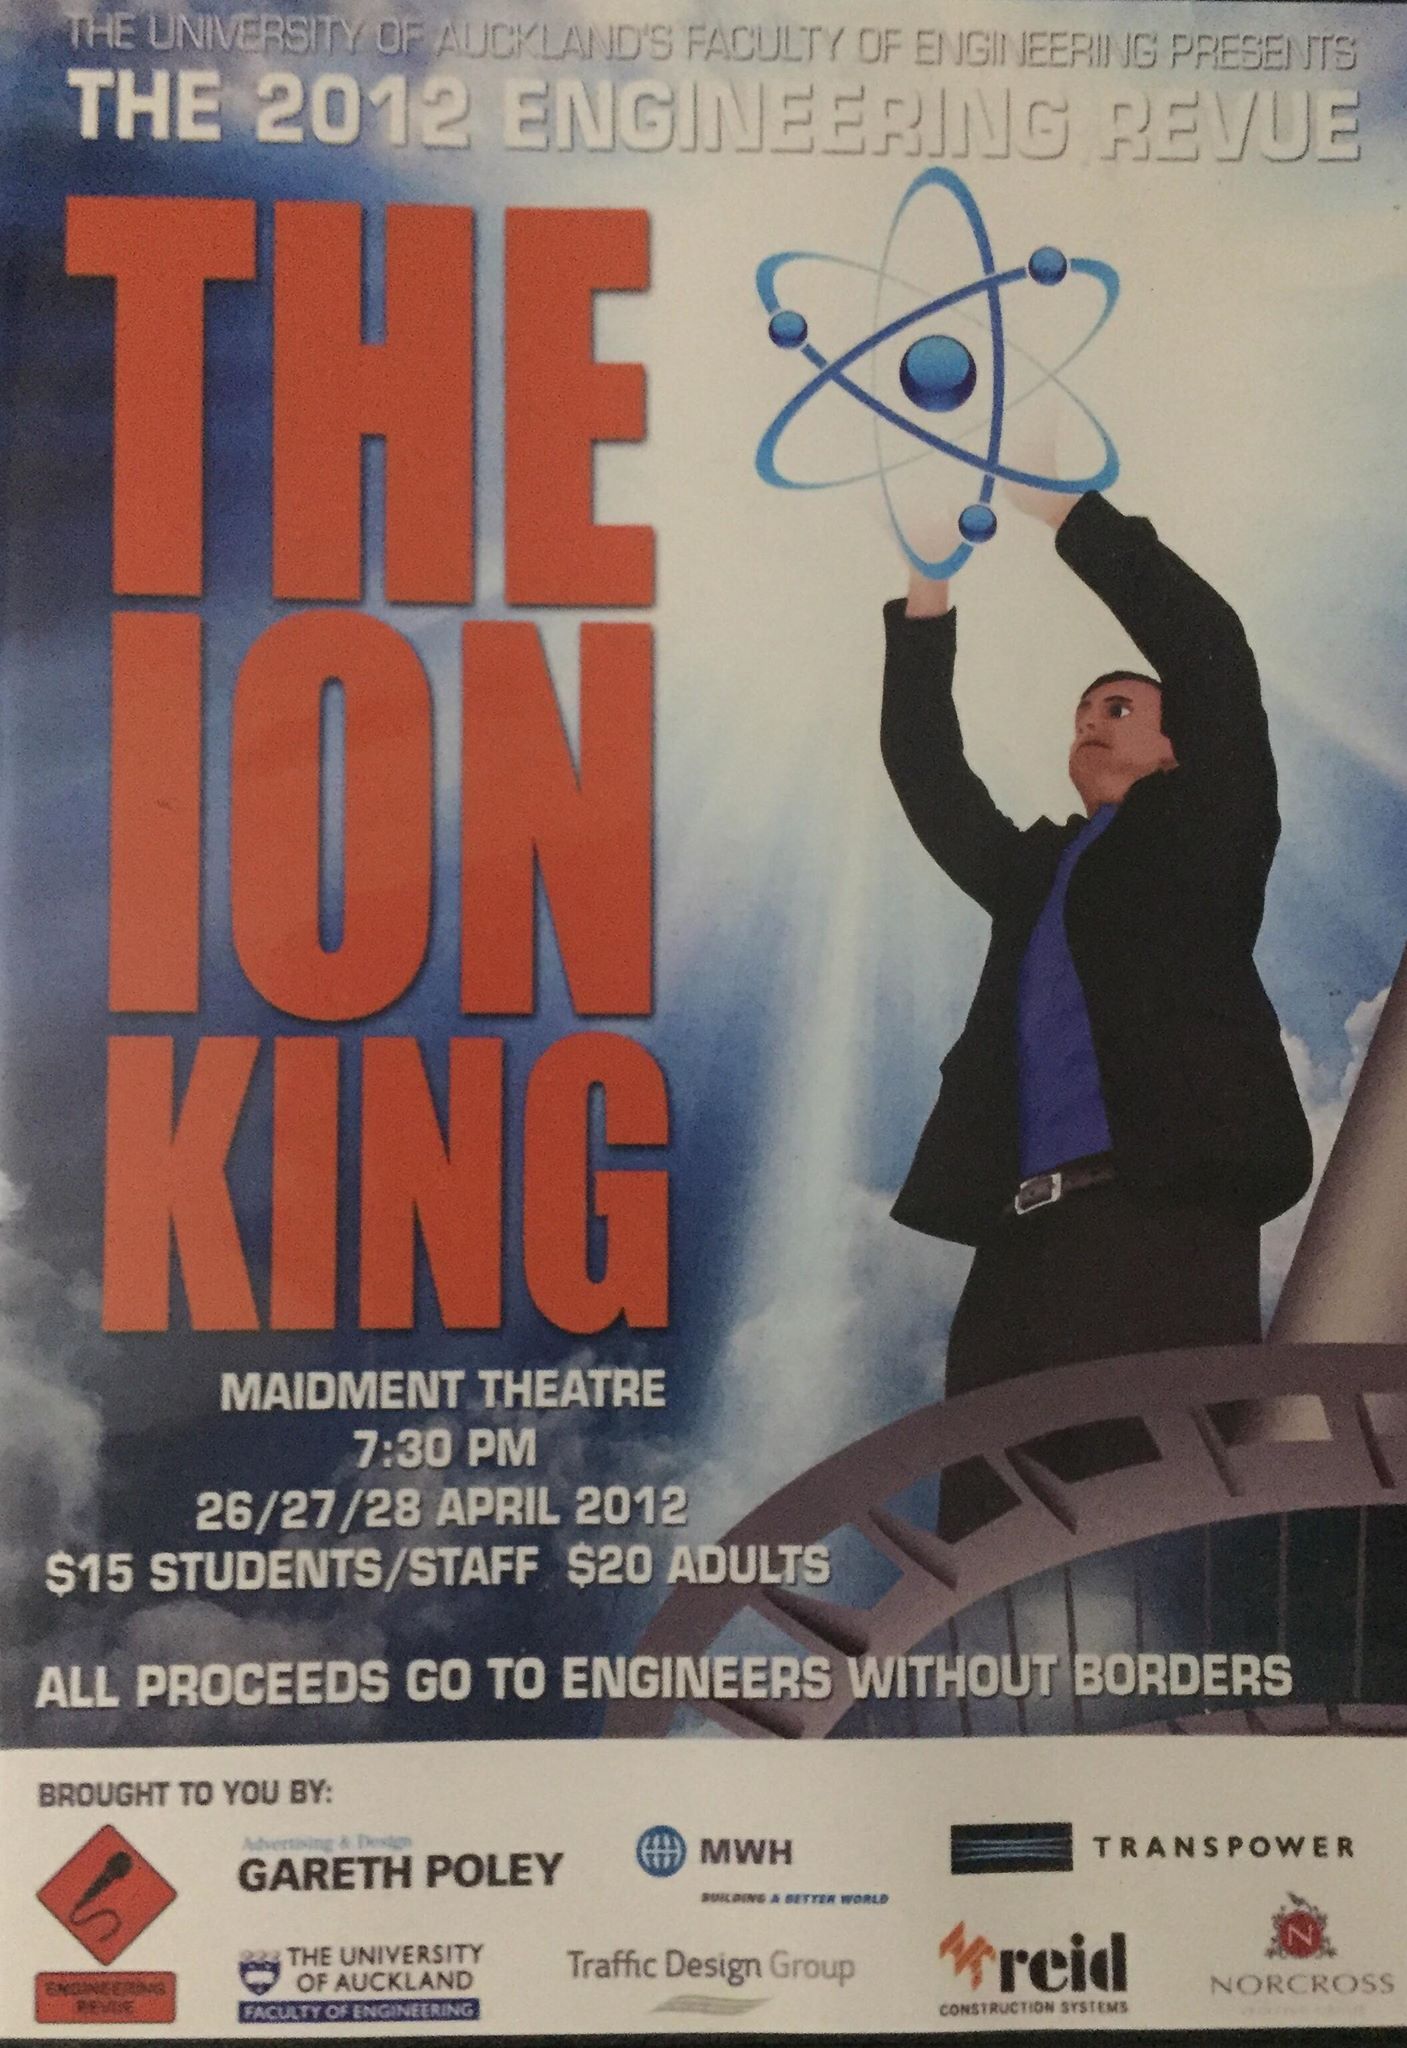 THE UNIVERSITY OF AUCKLAND'S FACULTY OF ENGINEERING PRESENTS
THE 2012 ENGINEERING REVUE
THE
ION
KING
MAIDMENT THEATRE
7:30 PM
26/27/28 APRIL 2012
$15 STUDENTS/STAFF $20 ADULTS
ALL PROCEEDS GO TO ENGINEERS WITHOUT BORDERS
BROUGHT TO YOU BY:
ENGINEERING
REVUE
Advertising & Design
GARETH POLEY
MWH
BUILDING A BETTER WORLD
TRANSPOWER
THE UNIVERSITY
OF AUCKLAND
FACULTY OF ENGINEERING
Traffic Design Group
reid
CONSTRUCTION SYSTEMS
N
NORCROSS